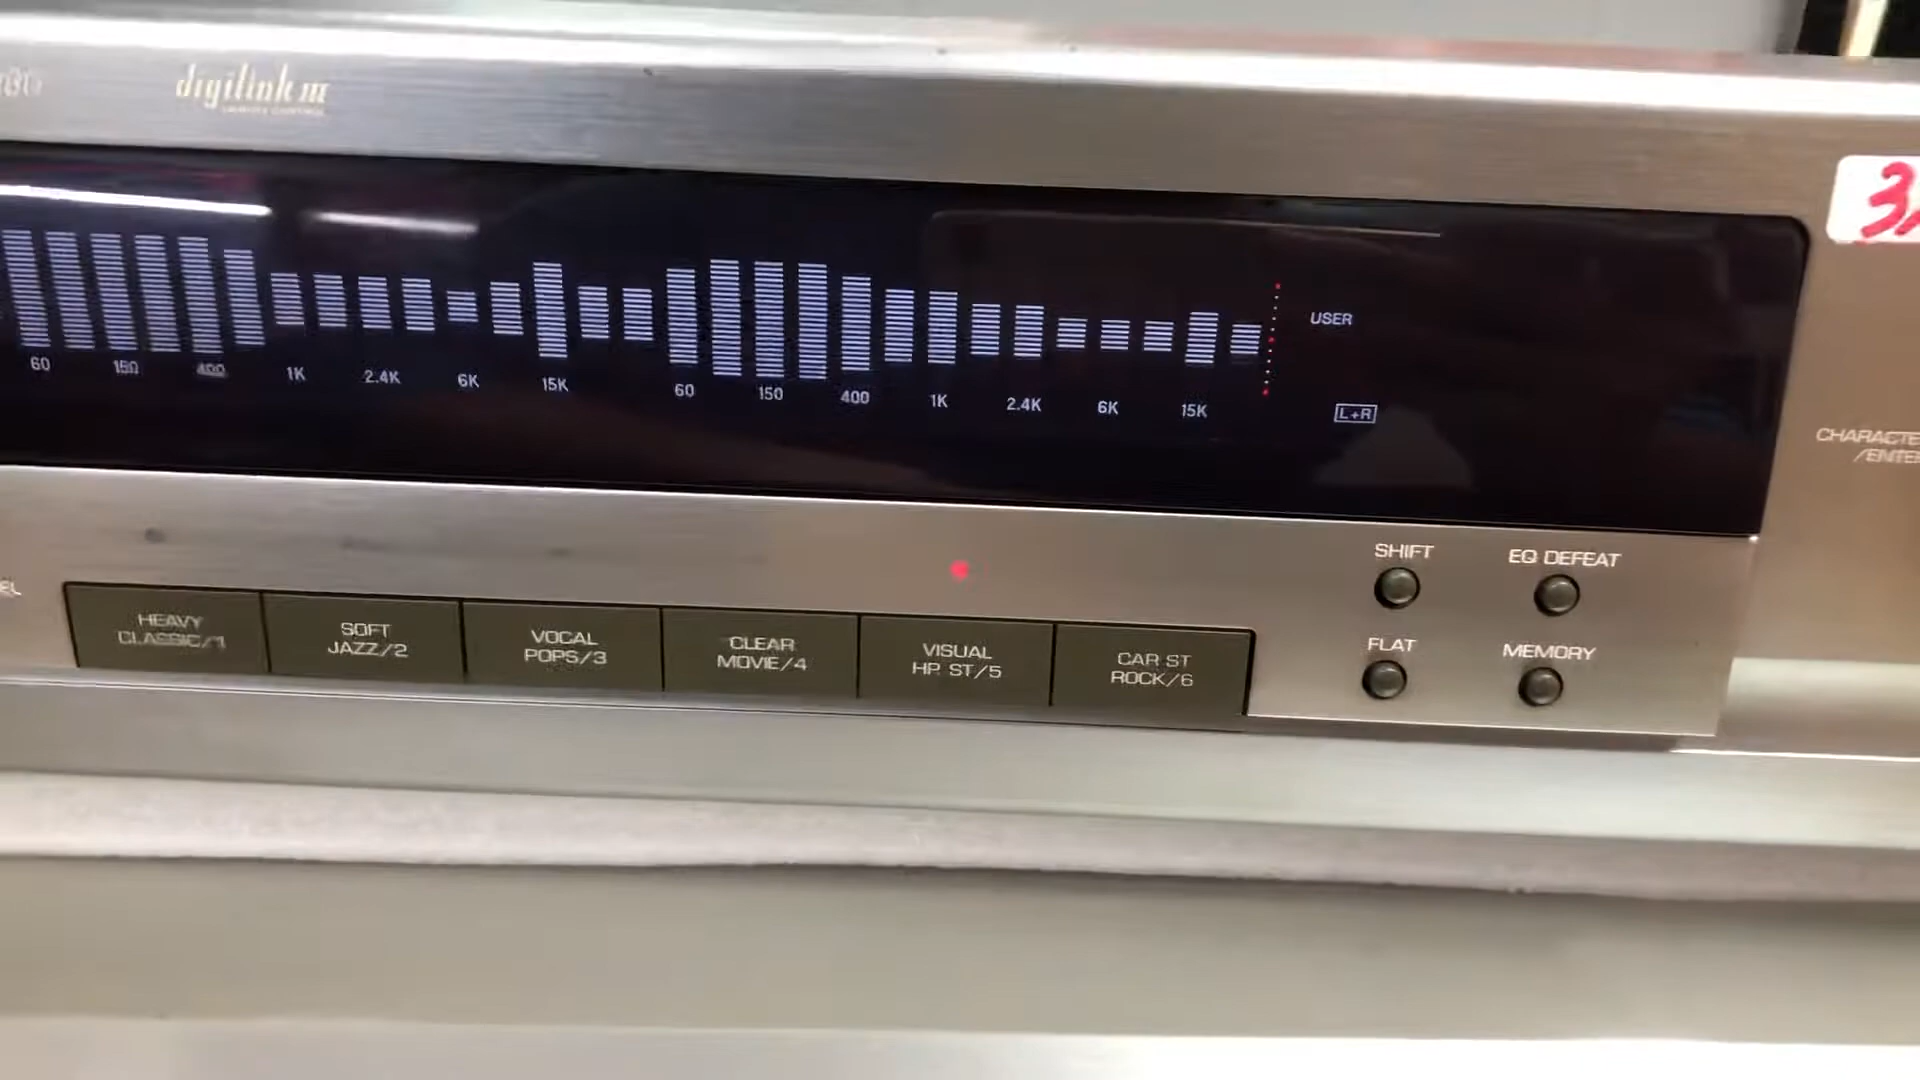 digilink III
USER
60 150 400 1K 2.4K 6K 15K 60 150 400 1K 2.4K 6K 15K
L+R
SHIFT
EQ DEFEAT
HEAVY
CLASSIC/1
SOFT
JAZZ/2
VOCAL
POPS/3
CLEAR
MOVIE/4
VISUAL
HP ST/5
CAR ST
ROCK/6
FLAT
MEMORY
/ENTER